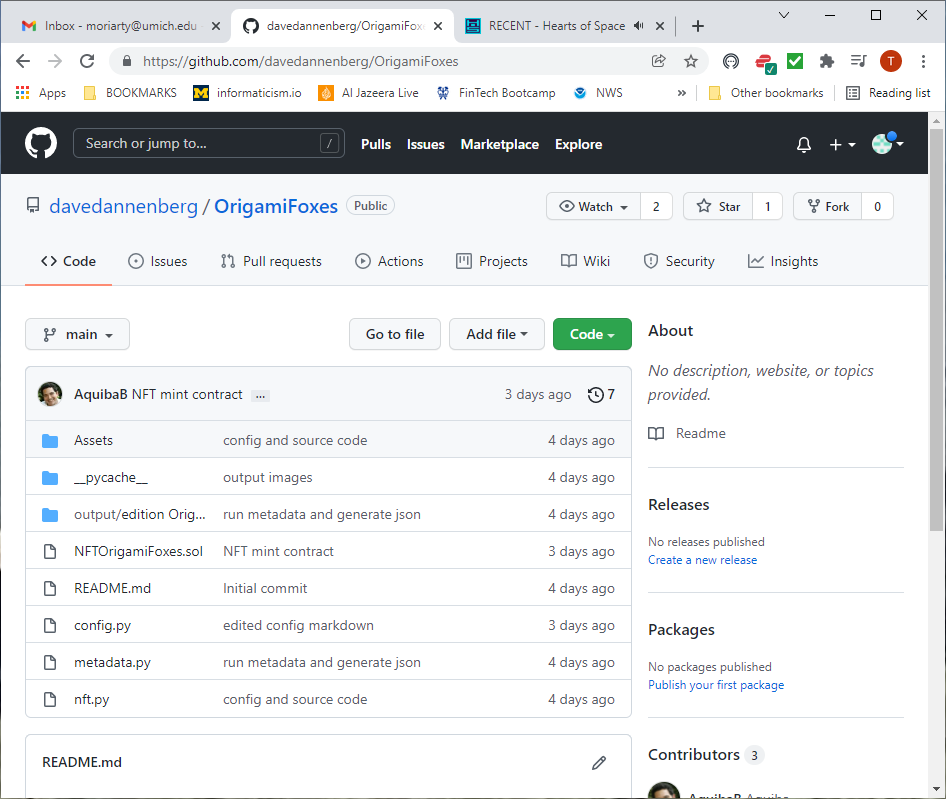 Inbox - moriarty@umich.edu
davedannenberg/OrigamiFoxe
RECENT - Hearts of Space
https://github.com/davedannenberg/OrigamiFoxes
T
Apps BOOKMARKS informaticism.io Al Jazeera Live FinTech Bootcamp NWS » Other bookmarks Reading list
Search or jump to... / Pulls Issues Marketplace Explore
davedannenberg / OrigamiFoxes Public
Watch 2 Star 1 Fork 0
Code Issues Pull requests Actions Projects Wiki Security Insights
main Go to file Add file Code
AquibaB NFT mint contract ... 3 days ago 7
Assets config and source code 4 days ago
__pycache__ output images 4 days ago
output/edition Orig... run metadata and generate json 4 days ago
NFTOrigamiFoxes.sol NFT mint contract 3 days ago
README.md Initial commit 4 days ago
config.py edited config markdown 3 days ago
metadata.py run metadata and generate json 4 days ago
nft.py config and source code 4 days ago
README.md
About
No description, website, or topics
provided.
Readme
Releases
No releases published
Create a new release
Packages
No packages published
Publish your first package
Contributors 3
AquibaB Aquiba